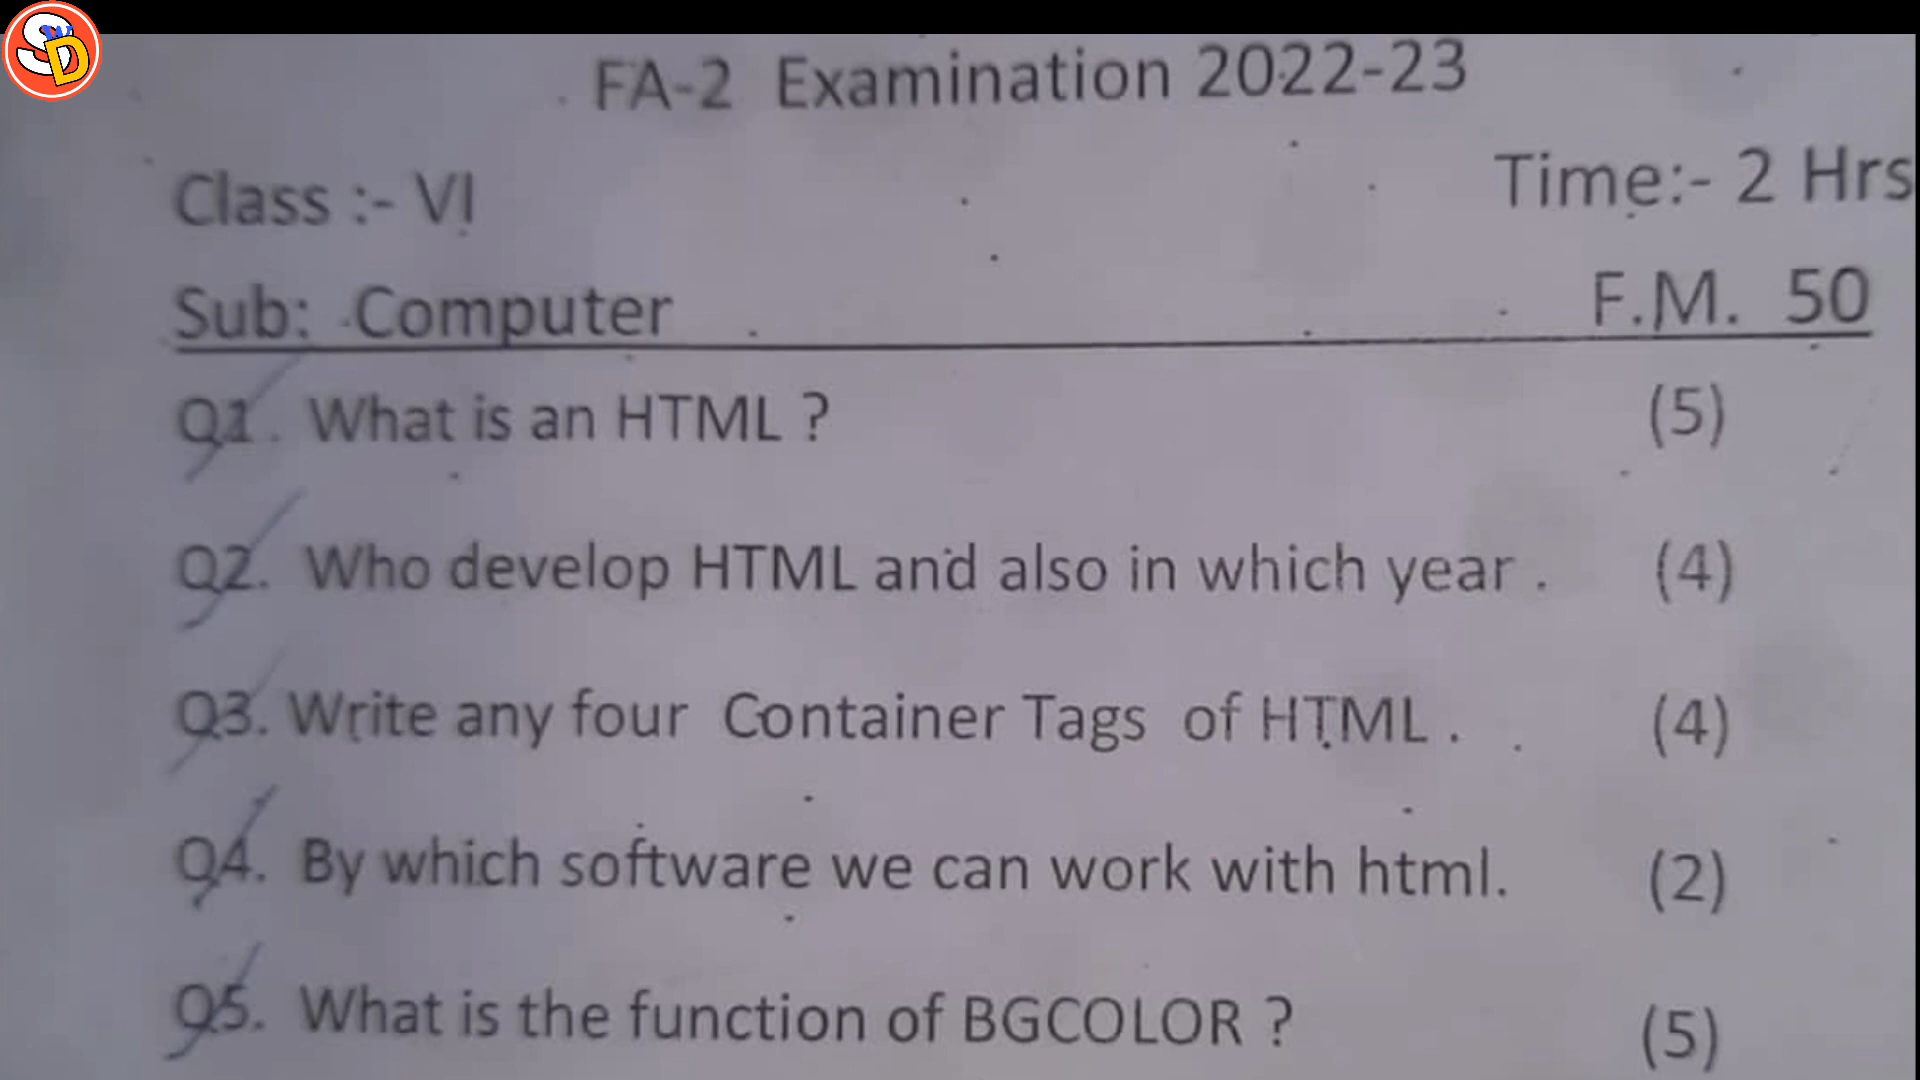 SD
FA-2 Examination 2022-23
Class :- VI Time:- 2 Hrs
Sub: Computer F.M. 50
Q1. What is an HTML ? (5)
Q2. Who develop HTML and also in which year . (4)
Q3. Write any four Container Tags of HTML . (4)
Q4. By which software we can work with html. (2)
Q5. What is the function of BGCOLOR ? (5)